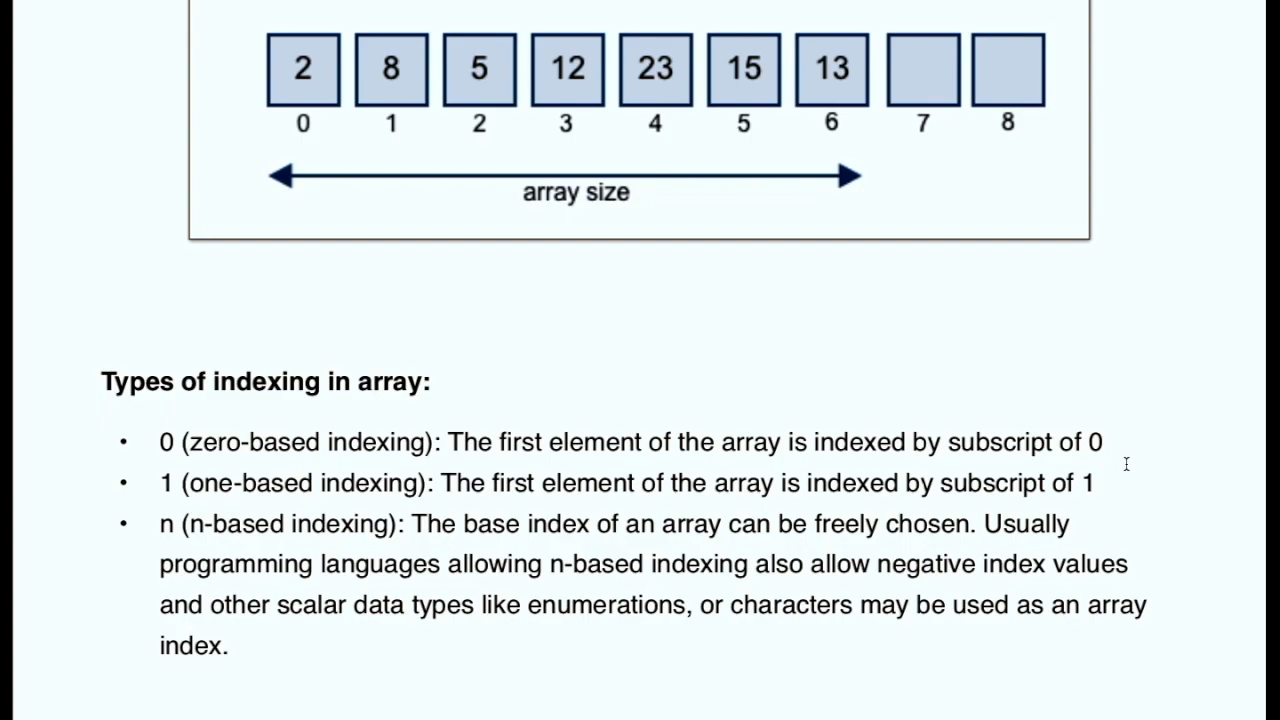 2 8 5 12 23 15 13
0 1 2 3 4 5 6 7 8
array size
Types of indexing in array:
• 0 (zero-based indexing): The first element of the array is indexed by subscript of 0
• 1 (one-based indexing): The first element of the array is indexed by subscript of 1
• n (n-based indexing): The base index of an array can be freely chosen. Usually
programming languages allowing n-based indexing also allow negative index values
and other scalar data types like enumerations, or characters may be used as an array
index.